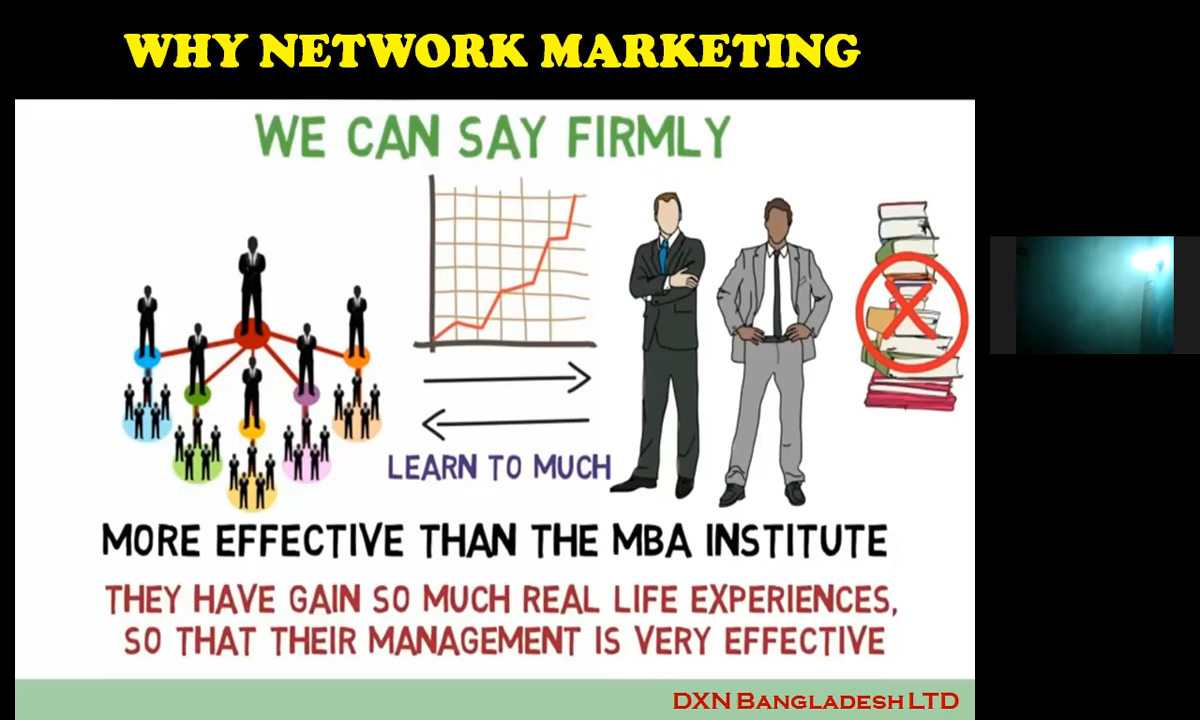 WHY NETWORK MARKETING
WE CAN SAY FIRMLY
LEARN TO MUCH
MORE EFFECTIVE THAN THE MBA INSTITUTE
THEY HAVE GAIN SO MUCH REAL LIFE EXPERIENCES,
SO THAT THEIR MANAGEMENT IS VERY EFFECTIVE
DXN BANGLADESH LTD